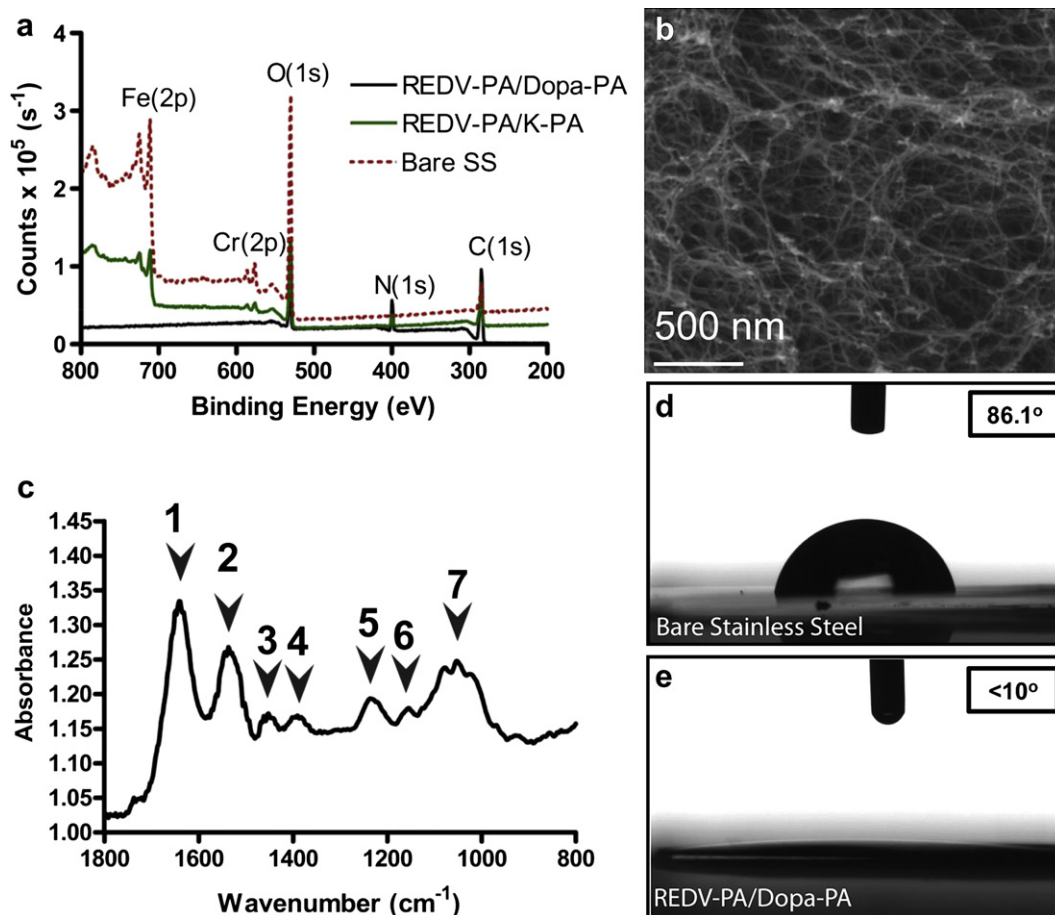 a
Counts x 10⁵ (s⁻¹)
4
3
2
1
0
Fe(2p)
Cr(2p)
O(1s)
N(1s)
C(1s)
REDV-PA/Dopa-PA
REDV-PA/K-PA
Bare SS
800 700 600 500 400 300 200
Binding Energy (eV)
b
500 nm
c
Absorbance
1.45
1.40
1.35
1.30
1.25
1.20
1.15
1.10
1.05
1.00
1 2 3 4 5 6 7
1800 1600 1400 1200 1000 800
Wavenumber (cm⁻¹)
d
86.1º
Bare Stainless Steel
e
<10º
REDV-PA/Dopa-PA